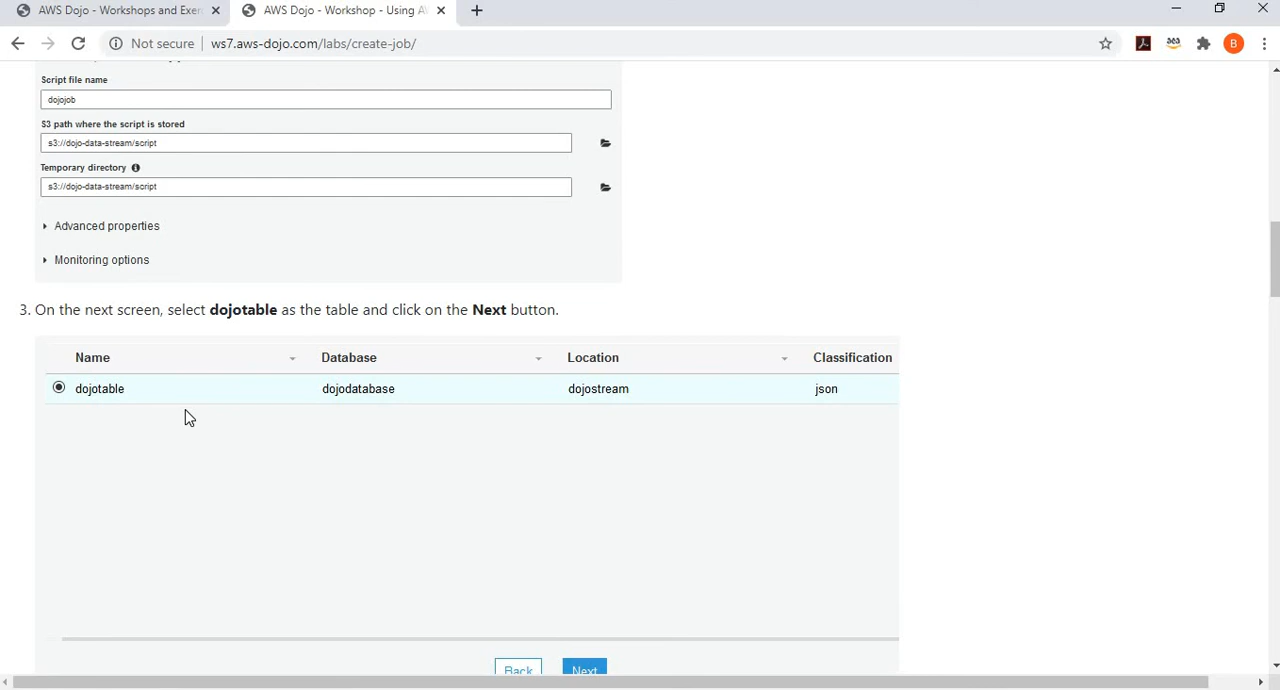 AWS Dojo - Workshops and Exer
AWS Dojo - Workshop - Using A
Not secure
ws7.aws-dojo.com/labs/create-job/
B
Script file name
dojojob
S3 path where the script is stored
s3://dojo-data-stream/script
Temporary directory
s3://dojo-data-stream/script
Advanced properties
Monitoring options
3. On the next screen, select dojotable as the table and click on the Next button.
Name Database Location Classification
dojotable dojodatabase dojostream json
Back Next